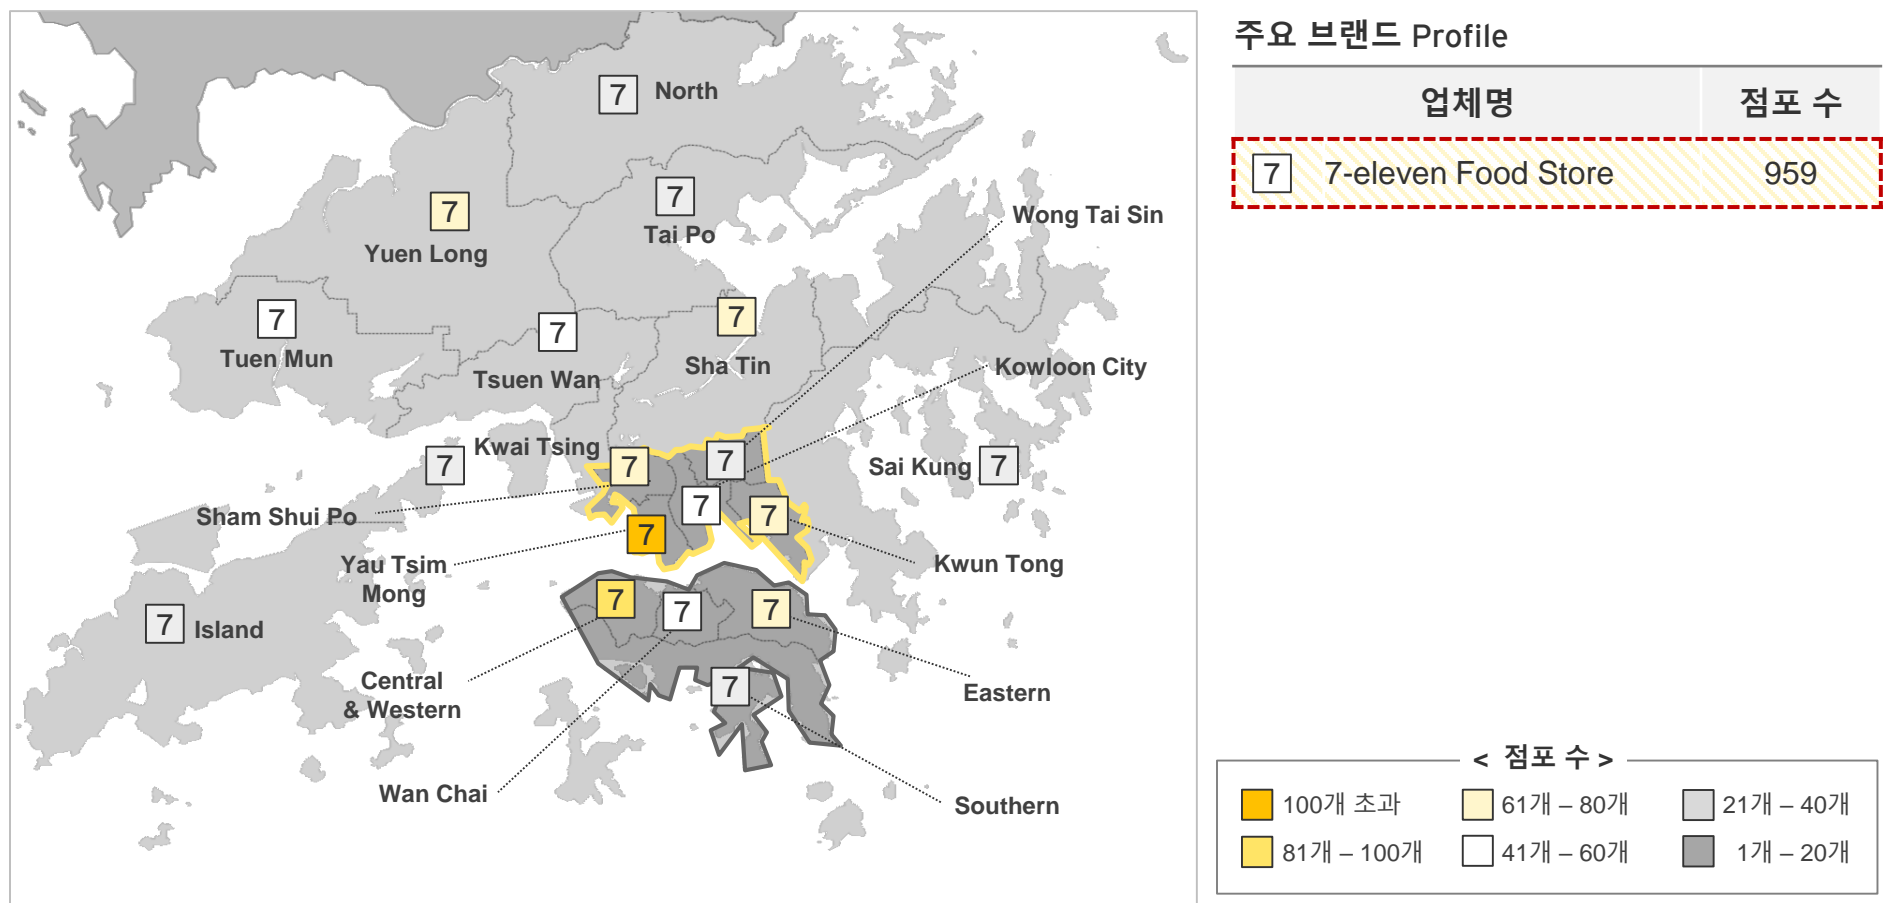 주요 브랜드 Profile
업체명 점포 수
7 7-eleven Food Store 959
7 North
7
Tai Po
7
Yuen Long
Wong Tai Sin
7
Tuen Mun
7
Tsuen Wan
7
Sha Tin
Kowloon City
7 Kwai Tsing
7
7
Sai Kung 7
Sham Shui Po
7
7
7
Yau Tsim
Mong
Kwun Tong
7 Island
7
7
7
Central
& Western
7
Eastern
Wan Chai
Southern
< 점포 수 >
100개 초과
61개 – 80개
21개 – 40개
81개 – 100개
41개 – 60개
1개 – 20개